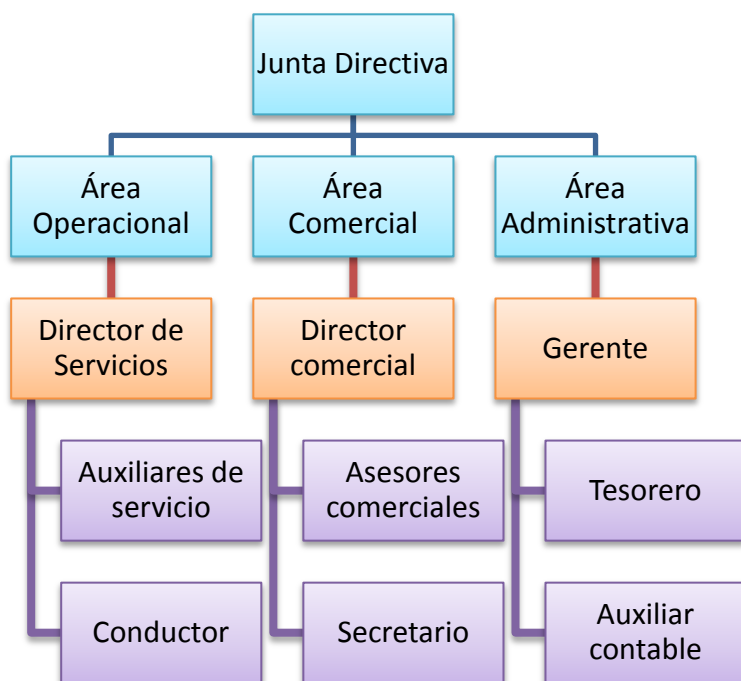 Junta Directiva
Área
Operacional
Área
Comercial
Área
Administrativa
Director de
Servicios
Director
comercial
Gerente
Auxiliares de
servicio
Asesores
comerciales
Tesorero
Conductor
Secretario
Auxiliar
contable